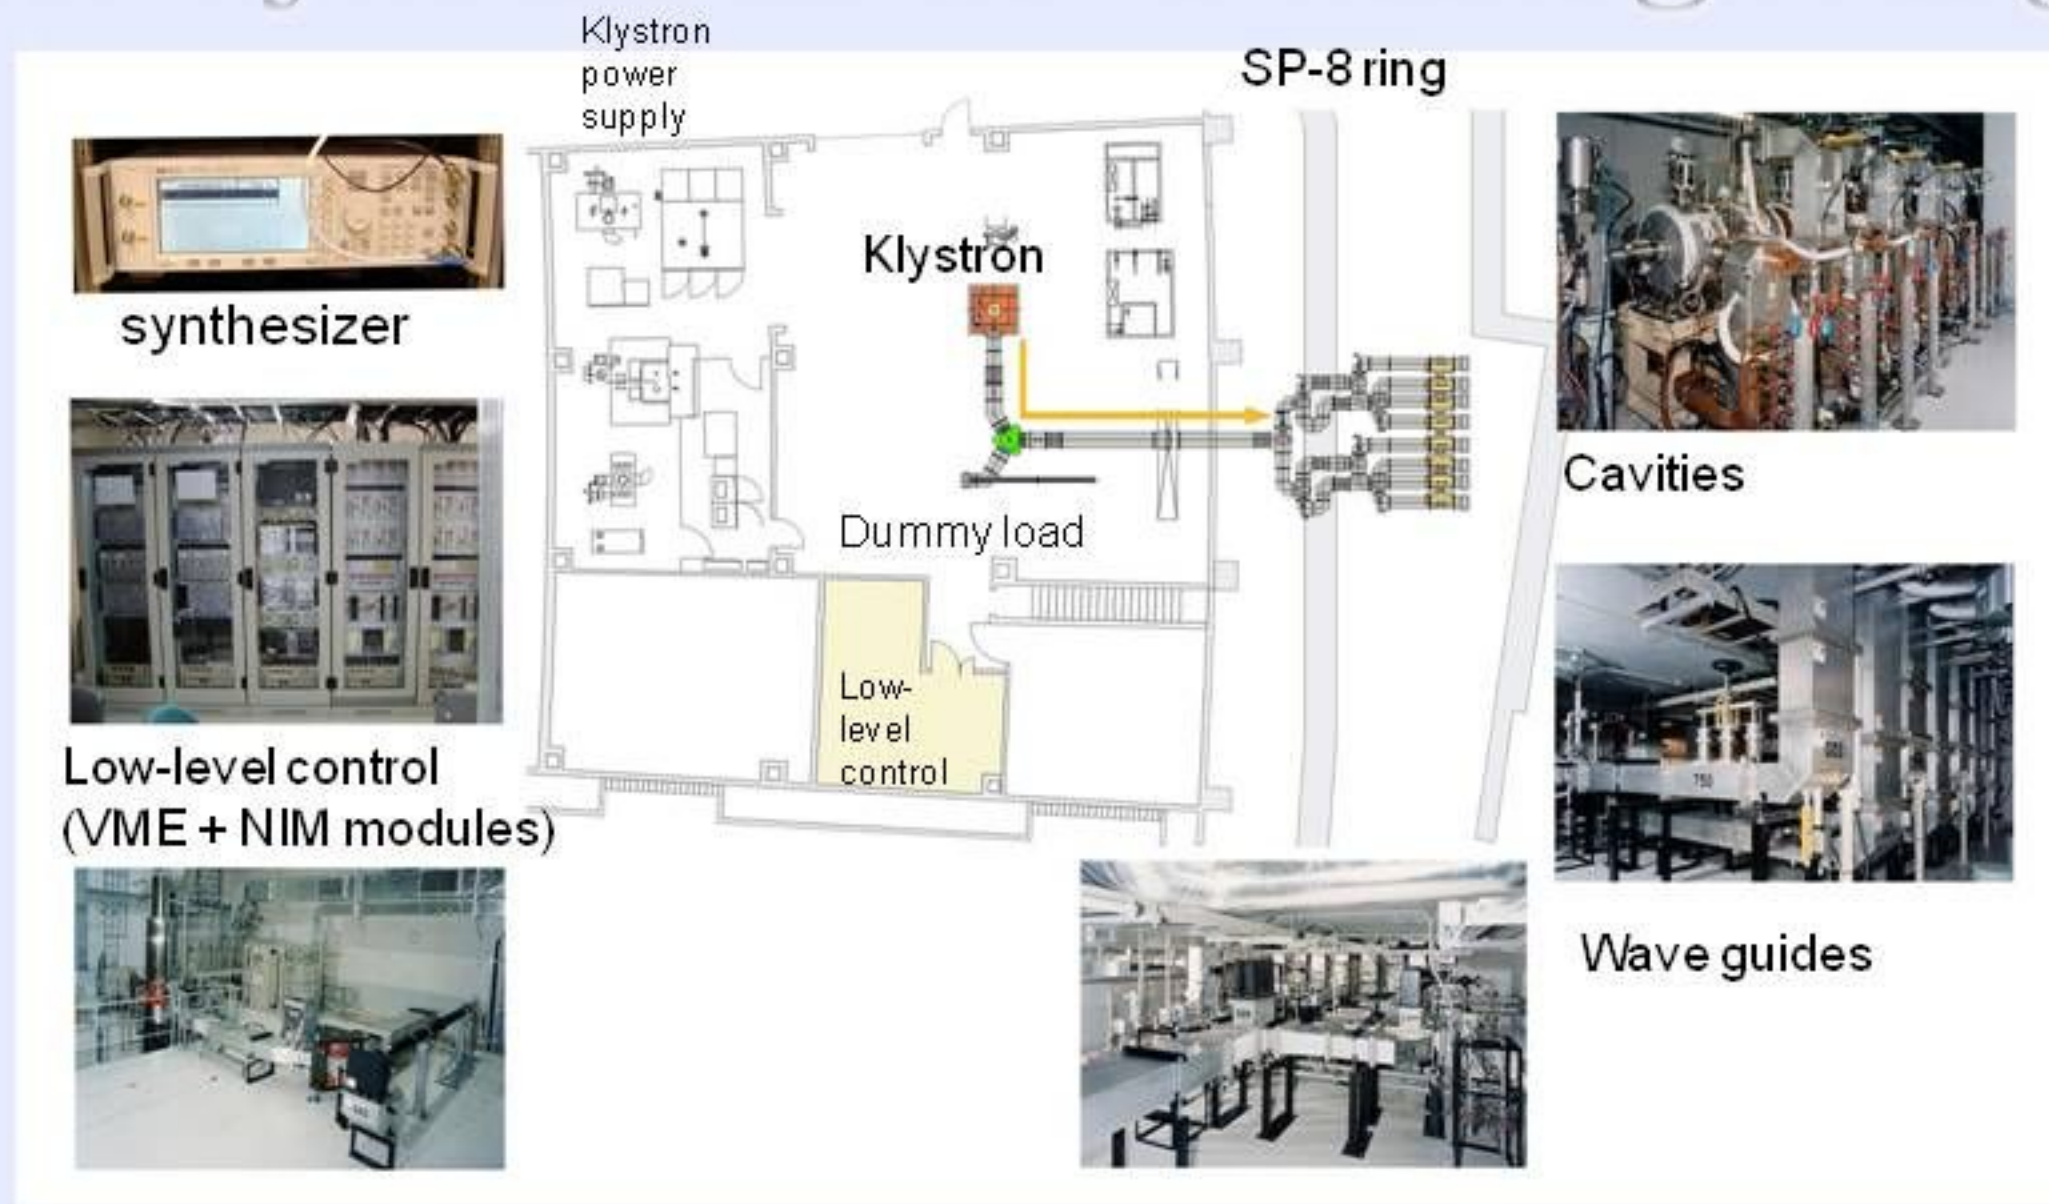 Klystron
power
supply
SP-8 ring
synthesizer
Klystron
Cavities
Dummy load
Low-
level
control
Low-level control
(VME + NIM modules)
750
Wave guides